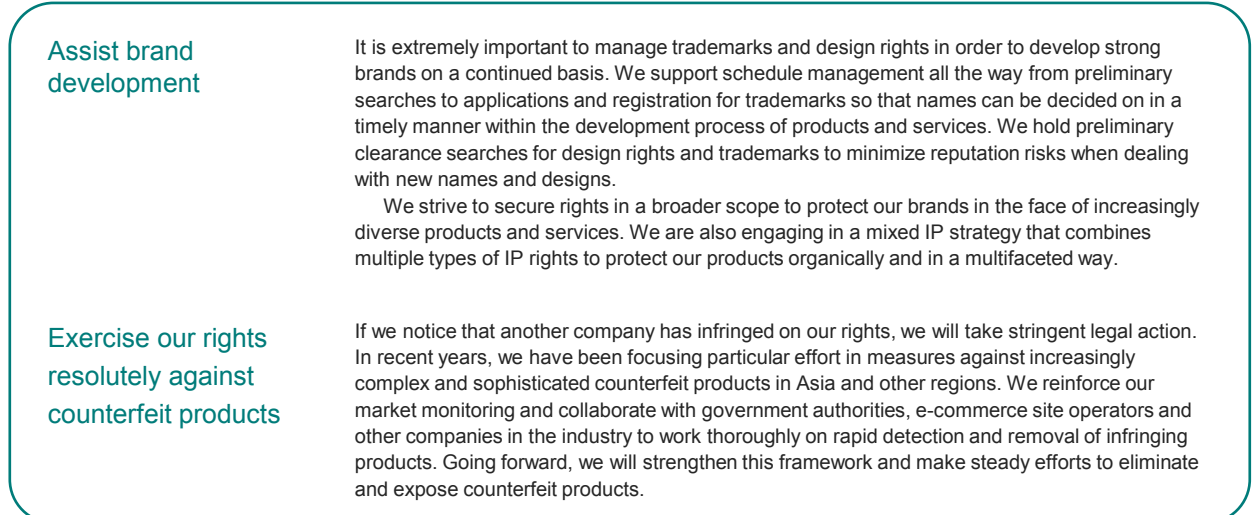 Assist brand
development
It is extremely important to manage trademarks and design rights in order to develop strong
brands on a continued basis. We support schedule management all the way from preliminary
searches to applications and registration for trademarks so that names can be decided on in a
timely manner within the development process of products and services. We hold preliminary
clearance searches for design rights and trademarks to minimize reputation risks when dealing
with new names and designs.
We strive to secure rights in a broader scope to protect our brands in the face of increasingly
diverse products and services. We are also engaging in a mixed IP strategy that combines
multiple types of IP rights to protect our products organically and in a multifaceted way.
Exercise our rights
resolutely against
counterfeit products
If we notice that another company has infringed on our rights, we will take stringent legal action.
In recent years, we have been focusing particular effort in measures against increasingly
complex and sophisticated counterfeit products in Asia and other regions. We reinforce our
market monitoring and collaborate with government authorities, e-commerce site operators and
other companies in the industry to work thoroughly on rapid detection and removal of infringing
products. Going forward, we will strengthen this framework and make steady efforts to eliminate
and expose counterfeit products.